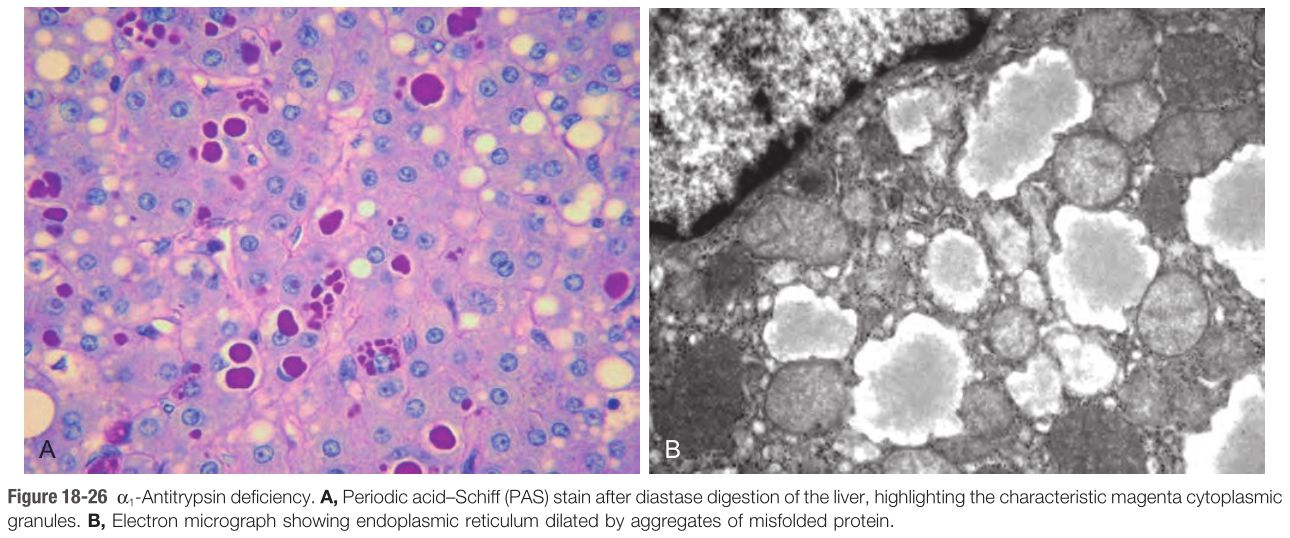 A
B
Figure 18-26 α1-Antitrypsin deficiency. A, Periodic acid–Schiff (PAS) stain after diastase digestion of the liver, highlighting the characteristic magenta cytoplasmic
granules. B, Electron micrograph showing endoplasmic reticulum dilated by aggregates of misfolded protein.